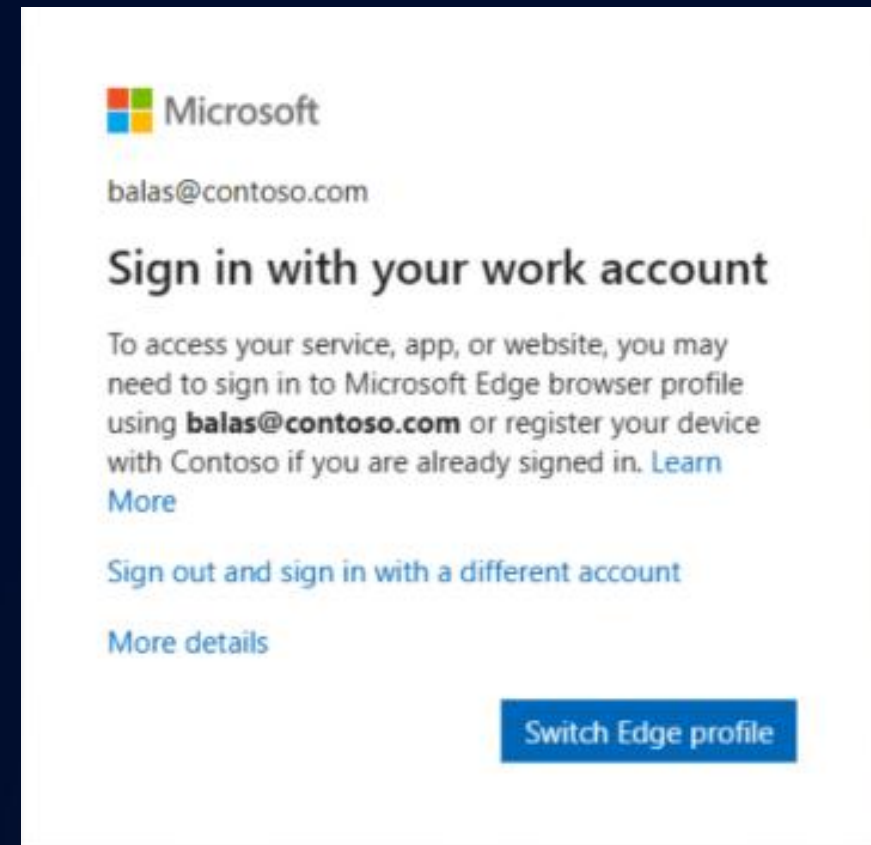 Microsoft
balas@contoso.com
Sign in with your work account
To access your service, app, or website, you may
need to sign in to Microsoft Edge browser profile
using balas@contoso.com or register your device
with Contoso if you are already signed in. Learn
More
Sign out and sign in with a different account
More details
Switch Edge profile